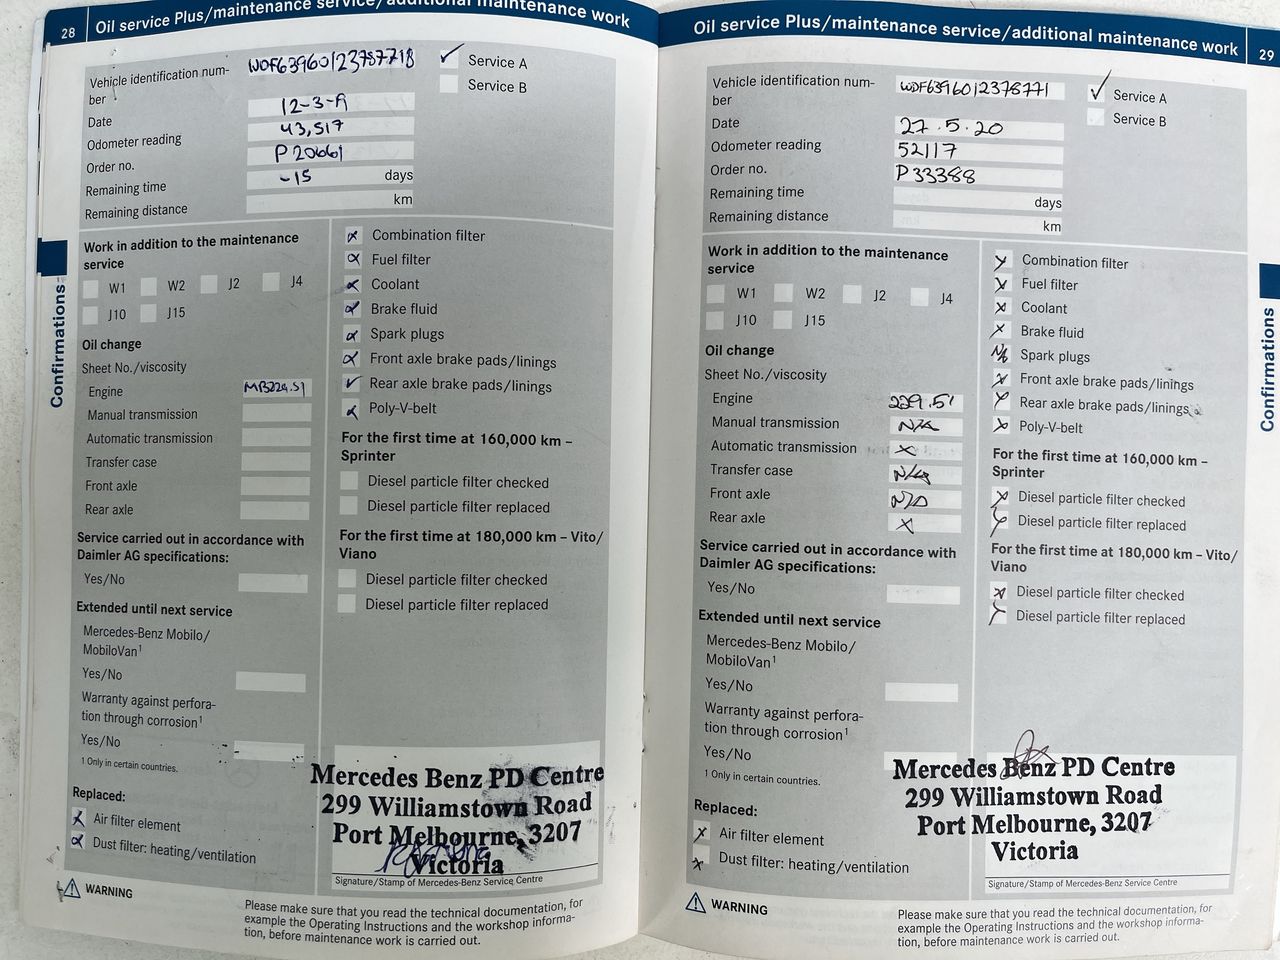 28 Oil service Plus/maintenance service/additional maintenance work
Vehicle identification num-
ber
WDF63960123787718
✓ Service A
Service B
Date 12-3-19
Odometer reading 43,517
Order no. P20661
Remaining time -15 days
Remaining distance km
Work in addition to the maintenance
service
W1 W2 J2 J4
J10 J15
Oil change
Sheet No./viscosity
Engine MB229.51
Manual transmission
Automatic transmission
Transfer case
Front axle
Rear axle
Service carried out in accordance with
Daimler AG specifications:
Yes/No
Extended until next service
Mercedes-Benz Mobilo/
MobiloVan¹
Yes/No
Warranty against perfora-
tion through corrosion¹
Yes/No
¹ Only in certain countries.
Replaced:
x Air filter element
x Dust filter: heating/ventilation
x Combination filter
x Fuel filter
x Coolant
x Brake fluid
x Spark plugs
x Front axle brake pads/linings
✓ Rear axle brake pads/linings
x Poly-V-belt
For the first time at 160,000 km –
Sprinter
Diesel particle filter checked
Diesel particle filter replaced
For the first time at 180,000 km – Vito/
Viano
Diesel particle filter checked
Diesel particle filter replaced
Mercedes Benz PD Centre
299 Williamstown Road
Port Melbourne, 3207
Victoria
Signature/Stamp of Mercedes-Benz Service Centre
WARNING
Please make sure that you read the technical documentation, for
example the Operating Instructions and the workshop informa-
tion, before maintenance work is carried out.
Confirmations
Oil service Plus/maintenance service/additional maintenance work 29
Vehicle identification num-
ber
WDF6396012378771
✓ Service A
Service B
Date 27.5.20
Odometer reading 52117
Order no. P33388
Remaining time days
Remaining distance km
Work in addition to the maintenance
service
W1 W2 J2 J4
J10 J15
Oil change
Sheet No./viscosity
Engine 229.51
Manual transmission N/A
Automatic transmission x
Transfer case N/A
Front axle N/A
Rear axle x
Service carried out in accordance with
Daimler AG specifications:
Yes/No
Extended until next service
Mercedes-Benz Mobilo/
MobiloVan¹
Yes/No
Warranty against perfora-
tion through corrosion¹
Yes/No
¹ Only in certain countries.
Replaced:
x Air filter element
x Dust filter: heating/ventilation
x Combination filter
x Fuel filter
x Coolant
x Brake fluid
N/A Spark plugs
x Front axle brake pads/linings
x Rear axle brake pads/linings
x Poly-V-belt
For the first time at 160,000 km –
Sprinter
x Diesel particle filter checked
x Diesel particle filter replaced
For the first time at 180,000 km – Vito/
Viano
x Diesel particle filter checked
x Diesel particle filter replaced
Mercedes Benz PD Centre
299 Williamstown Road
Port Melbourne, 3207
Victoria
Signature/Stamp of Mercedes-Benz Service Centre
WARNING
Please make sure that you read the technical documentation, for
example the Operating Instructions and the workshop informa-
tion, before maintenance work is carried out.
Confirmations